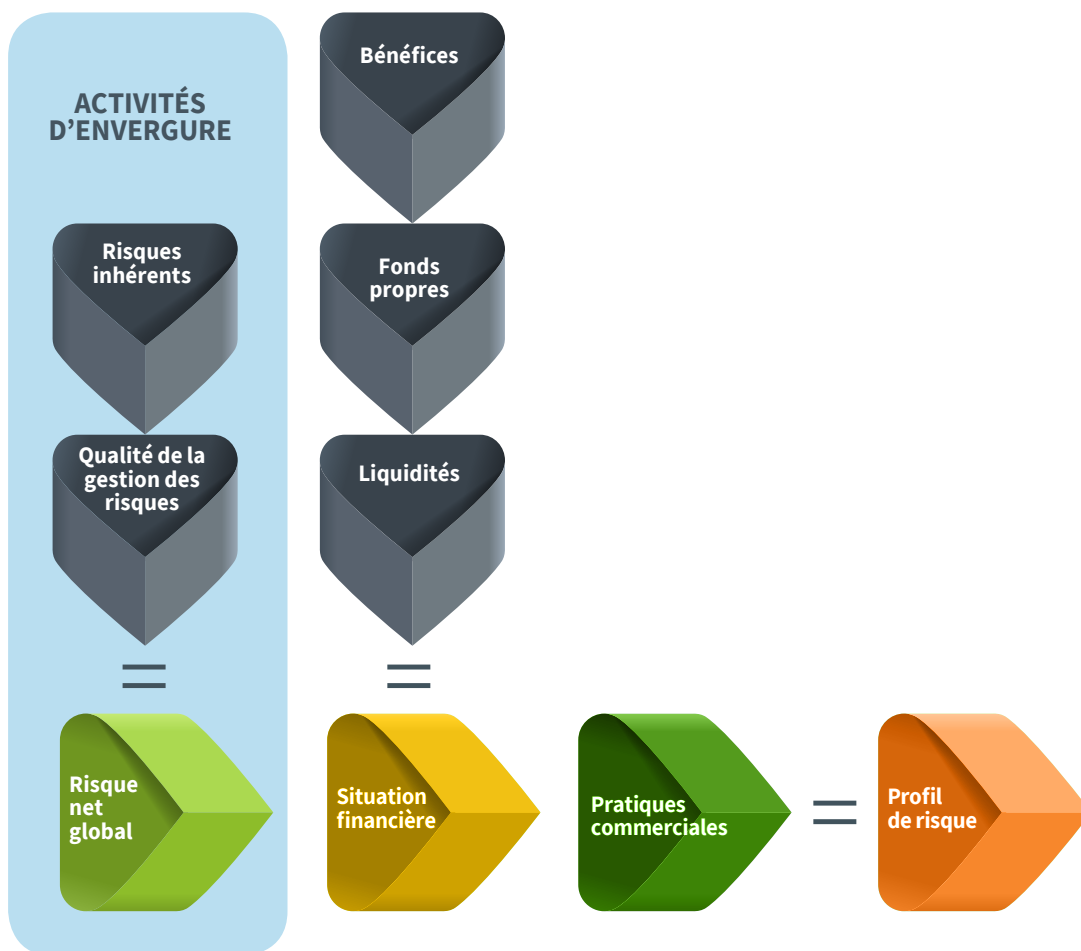 ACTIVITÉS
D’ENVERGURE
Risques
inhérents
Qualité de la
gestion des
risques
=
Risque
net
global
Bénéfices
Fonds
propres
Liquidités
=
Situation
financière
Pratiques
commerciales
=
Profil
de risque